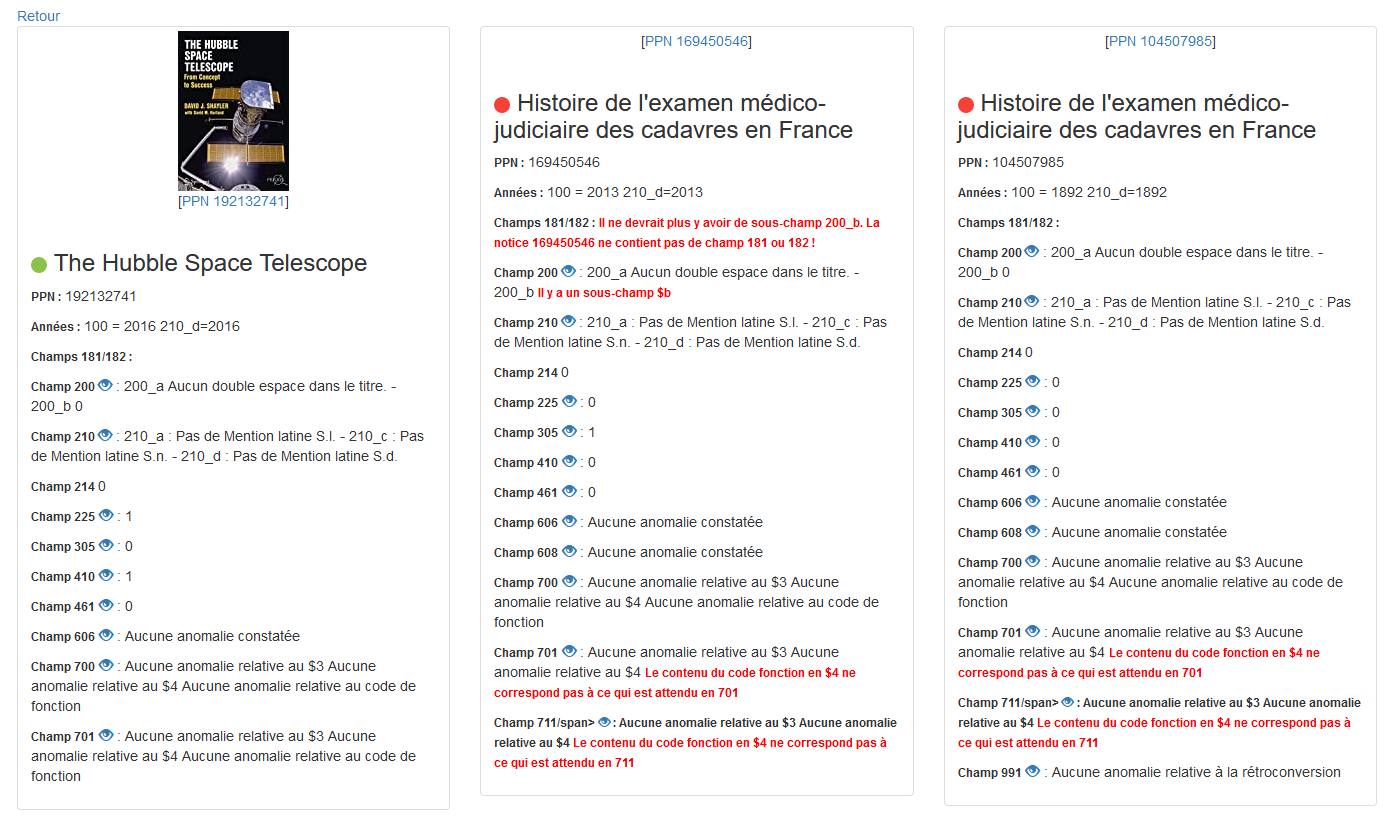 Retour
THE HUBBLE
SPACE
TELESCOPE
From Concept
to Success
DAVID J. SHAYLER
with David M. Harland
[PPN 192132741]
The Hubble Space Telescope
PPN : 192132741
Années : 100 = 2016 210_d=2016
Champs 181/182 :
Champ 200 : 200_a Aucun double espace dans le titre. -
200_b 0
Champ 210 : 210_a : Pas de Mention latine S.l. - 210_c : Pas
de Mention latine S.n. - 210_d : Pas de Mention latine S.d.
Champ 214 0
Champ 225 : 1
Champ 305 : 0
Champ 410 : 1
Champ 461 : 0
Champ 606 : Aucune anomalie constatée
Champ 700 : Aucune anomalie relative au $3 Aucune
anomalie relative au $4 Aucune anomalie relative au code de
fonction
Champ 701 : Aucune anomalie relative au $3 Aucune
anomalie relative au $4 Aucune anomalie relative au code de
fonction
[PPN 169450546]
Histoire de l'examen médico-
judiciaire des cadavres en France
PPN : 169450546
Années : 100 = 2013 210_d=2013
Champs 181/182 : Il ne devrait plus y avoir de sous-champ 200_b. La
notice 169450546 ne contient pas de champ 181 ou 182 !
Champ 200 : 200_a Aucun double espace dans le titre. -
200_b Il y a un sous-champ $b
Champ 210 : 210_a : Pas de Mention latine S.l. - 210_c : Pas
de Mention latine S.n. - 210_d : Pas de Mention latine S.d.
Champ 214 0
Champ 225 : 0
Champ 305 : 1
Champ 410 : 0
Champ 461 : 0
Champ 606 : Aucune anomalie constatée
Champ 608 : Aucune anomalie constatée
Champ 700 : Aucune anomalie relative au $3 Aucune
anomalie relative au $4 Aucune anomalie relative au code de
fonction
Champ 701 : Aucune anomalie relative au $3 Aucune
anomalie relative au $4 Le contenu du code fonction en $4 ne
correspond pas à ce qui est attendu en 701
Champ 711/span> : Aucune anomalie relative au $3 Aucune anomalie
relative au $4 Le contenu du code fonction en $4 ne correspond pas à
ce qui est attendu en 711
[PPN 104507985]
Histoire de l'examen médico-
judiciaire des cadavres en France
PPN : 104507985
Années : 100 = 1892 210_d=1892
Champs 181/182 :
Champ 200 : 200_a Aucun double espace dans le titre. -
200_b 0
Champ 210 : 210_a : Pas de Mention latine S.l. - 210_c : Pas
de Mention latine S.n. - 210_d : Pas de Mention latine S.d.
Champ 214 0
Champ 225 : 0
Champ 305 : 0
Champ 410 : 0
Champ 461 : 0
Champ 606 : Aucune anomalie constatée
Champ 608 : Aucune anomalie constatée
Champ 700 : Aucune anomalie relative au $3 Aucune
anomalie relative au $4 Aucune anomalie relative au code de
fonction
Champ 701 : Aucune anomalie relative au $3 Aucune
anomalie relative au $4 Le contenu du code fonction en $4 ne
correspond pas à ce qui est attendu en 701
Champ 711/span> : Aucune anomalie relative au $3 Aucune anomalie
relative au $4 Le contenu du code fonction en $4 ne correspond pas à
ce qui est attendu en 711
Champ 991 : Aucune anomalie relative à la rétroconversion